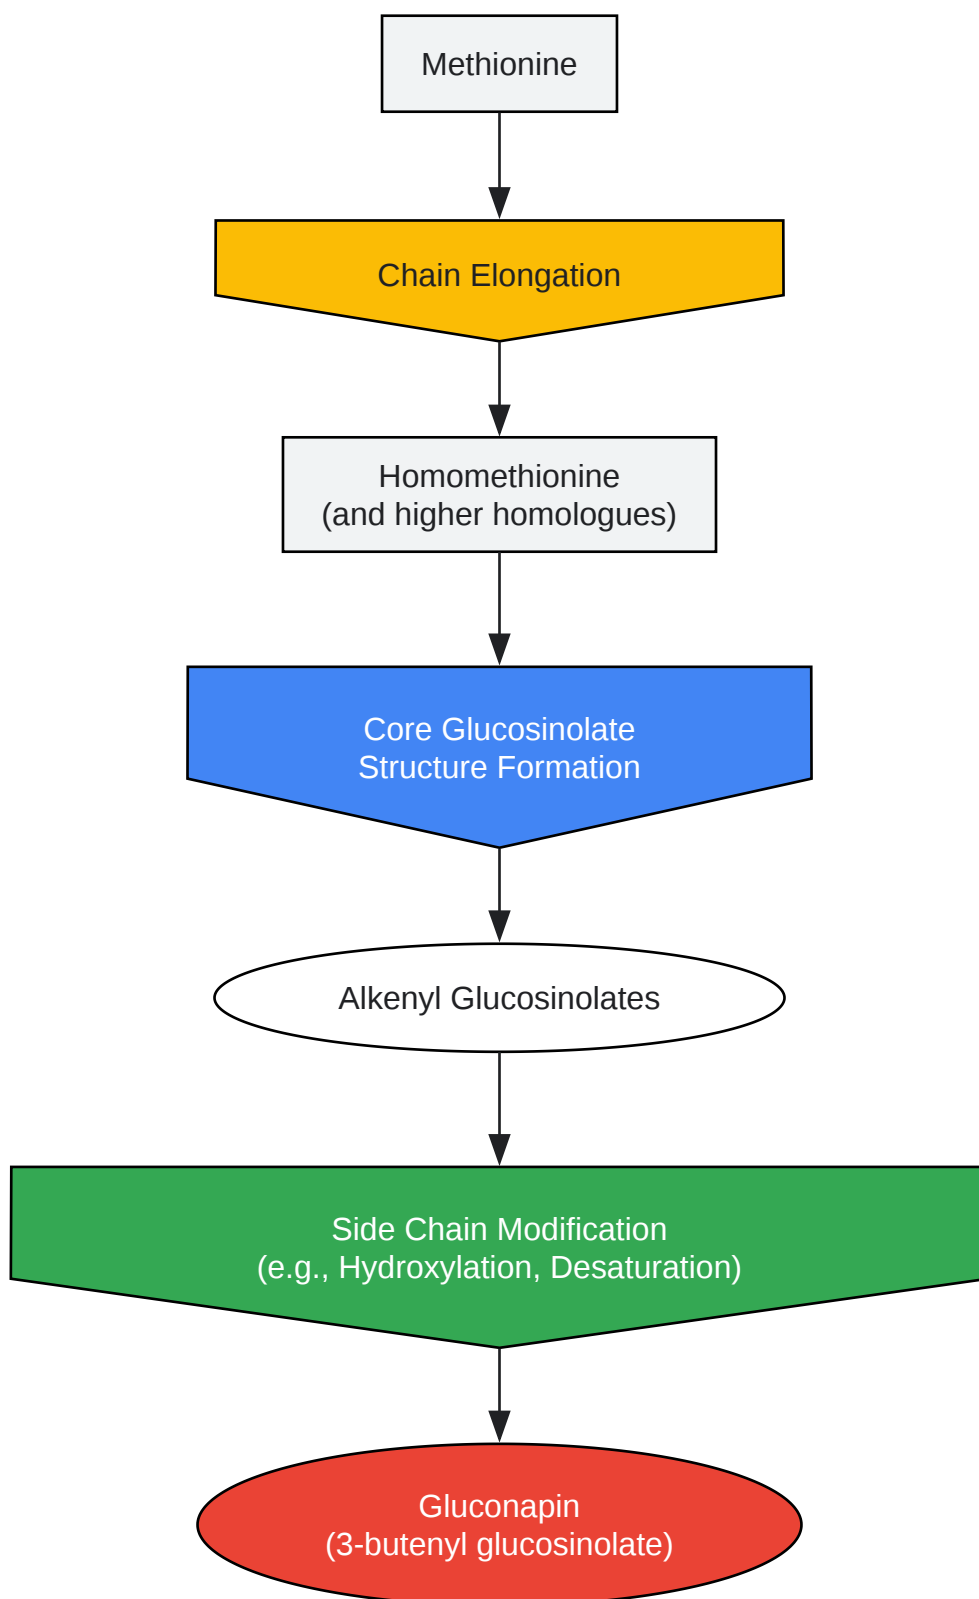 Methionine
Chain Elongation
Homomethionine
(and higher homologues)
Core Glucosinolate
Structure Formation
Alkenyl Glucosinolates
Side Chain Modification
(e.g., Hydroxylation, Desaturation)
Gluconapin
(3-butenyl glucosinolate)